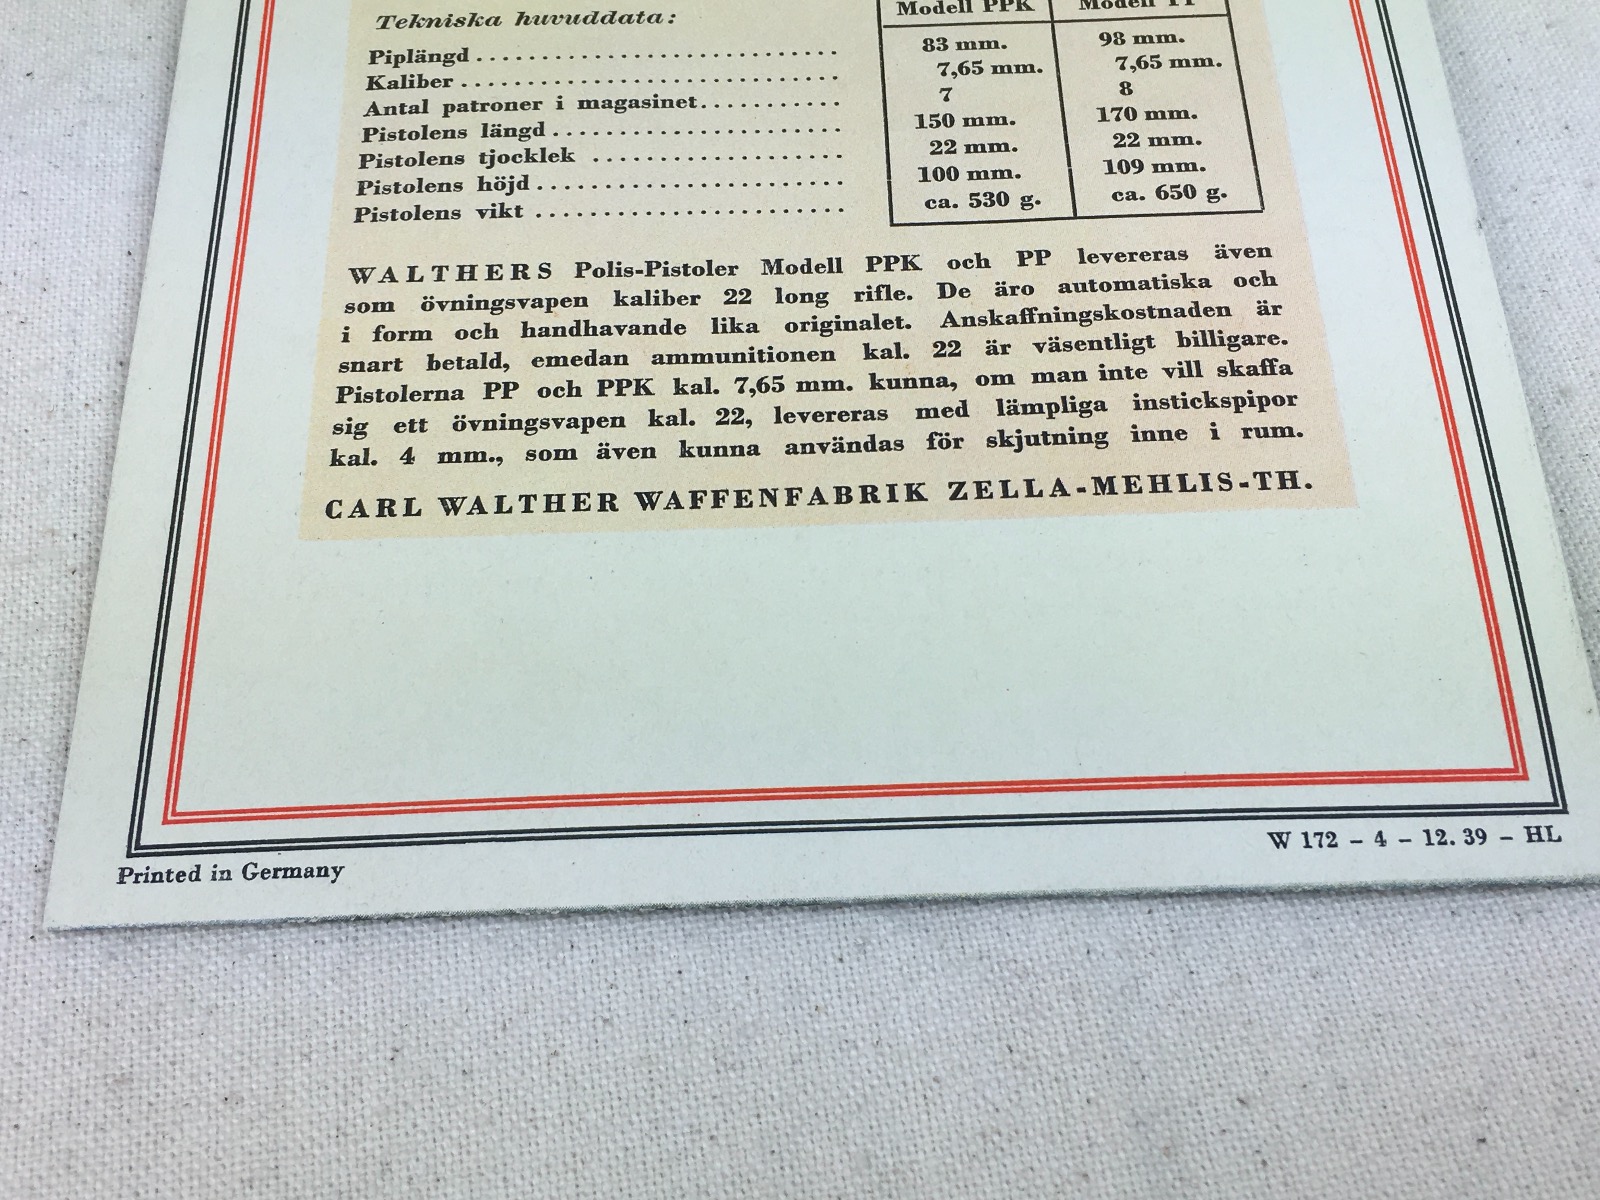 Tekniska huvuddata:
Modell PPK Modell PP
Piplängd 83 mm. 98 mm.
Kaliber 7,65 mm. 7,65 mm.
Antal patroner i magasinet 7 8
Pistolens längd 150 mm. 170 mm.
Pistolens tjocklek 22 mm. 22 mm.
Pistolens höjd 100 mm. 109 mm.
Pistolens vikt ca. 530 g. ca. 650 g.
WALTHERS Polis-Pistoler Modell PPK och PP levereras även
som övningsvapen kaliber 22 long rifle. De äro automatiska och
i form och handhavande lika originalet. Anskaffningskostnaden är
snart betald, emedan ammunitionen kal. 22 är väsentligt billigare.
Pistolerna PP och PPK kal. 7,65 mm. kunna, om man inte vill skaffa
sig ett övningsvapen kal. 22, levereras med lämpliga instickspipor
kal. 4 mm., som även kunna användas för skjutning inne i rum.
CARL WALTHER WAFFENFABRIK ZELLA-MEHLIS-TH.
W 172 – 4 – 12. 39 – HL
Printed in Germany